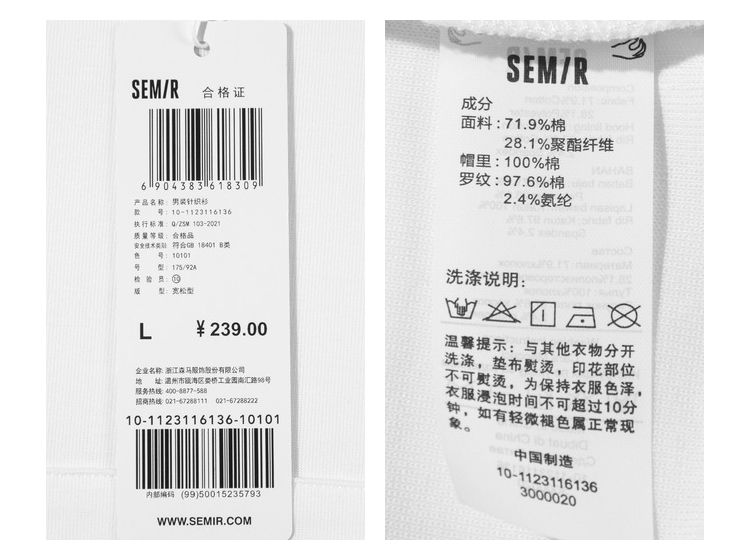 SEMIR 合格证
6 904383 618309
产品名称: 男装针织衫
款 号: 10-1123116136
执行标准: Q/ZSM 103-2021
质量等级: 合格品
安全技术类别 符合GB 18401 B类
色 号: 10101
号 型: 175/92A
检 验 员: 10
版 型: 宽松型
L ¥239.00
企业名称: 浙江森马服饰股份有限公司
地 址: 温州市瓯海区娄桥工业园南汇路98号
服务热线: 400-8877-588
打假热线: 021-67288111 021-67288222
10-1123116136-10101
内部编码 (99)50015235793
WWW.SEMIR.COM
SEMIR
成分
面料: 71.9%棉
28.1%聚酯纤维
帽里: 100%棉
罗纹: 97.6%棉
2.4%氨纶
洗涤说明:
温馨提示: 与其他衣物分开
洗涤, 垫布熨烫, 印花部位
不可熨烫, 为保持衣服色泽,
衣服浸泡时间不可超过10分
钟, 如有轻微褪色属正常现
象。
中国制造
10-1123116136
3000020